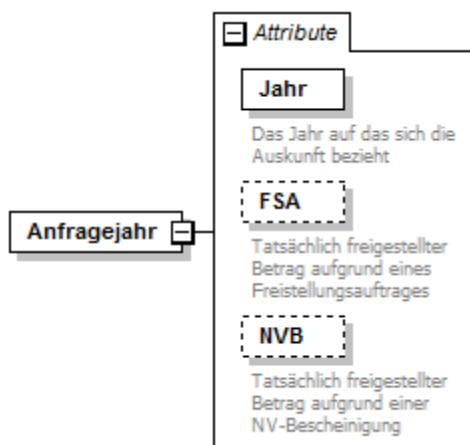 Attribute
Jahr
Das Jahr auf das sich die
Auskunft bezieht
FSA
Tatsächlich freigestellter
Betrag aufgrund eines
Freistellungsauftrages
Anfragejahr
NVB
Tatsächlich freigestellter
Betrag aufgrund einer
NV-Bescheinigung